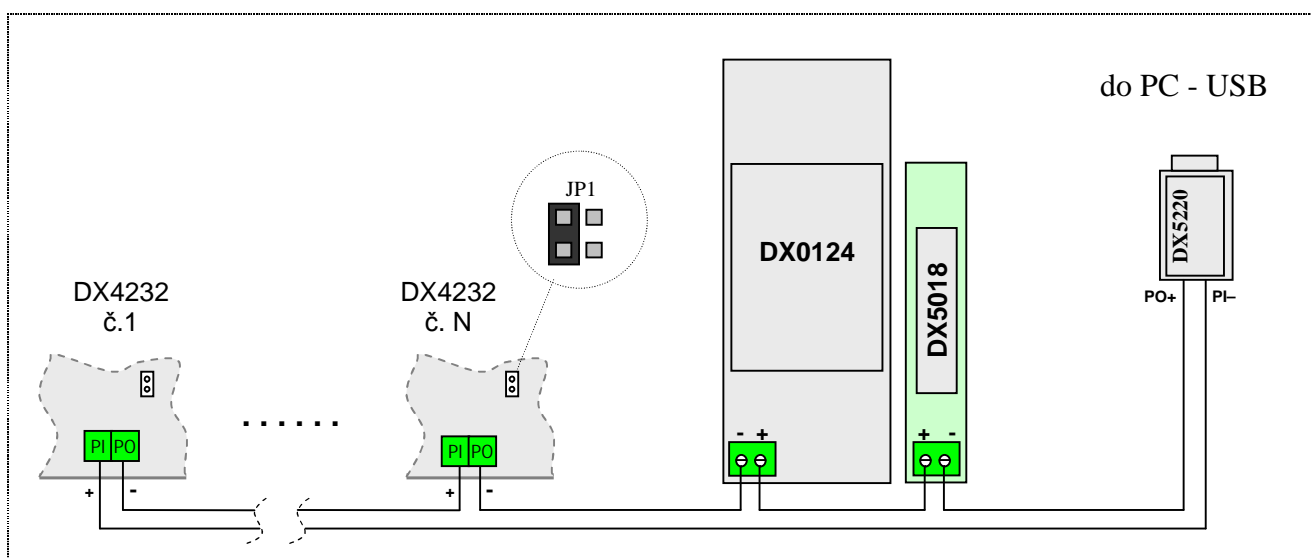 do PC - USB
JP1
DX4232
č.1
. . . . . .
DX4232
č. N
DX0124
DX5018
DX5220
PO+ PI–
PI PO
+ -
PI PO
+ -
- +
+ -